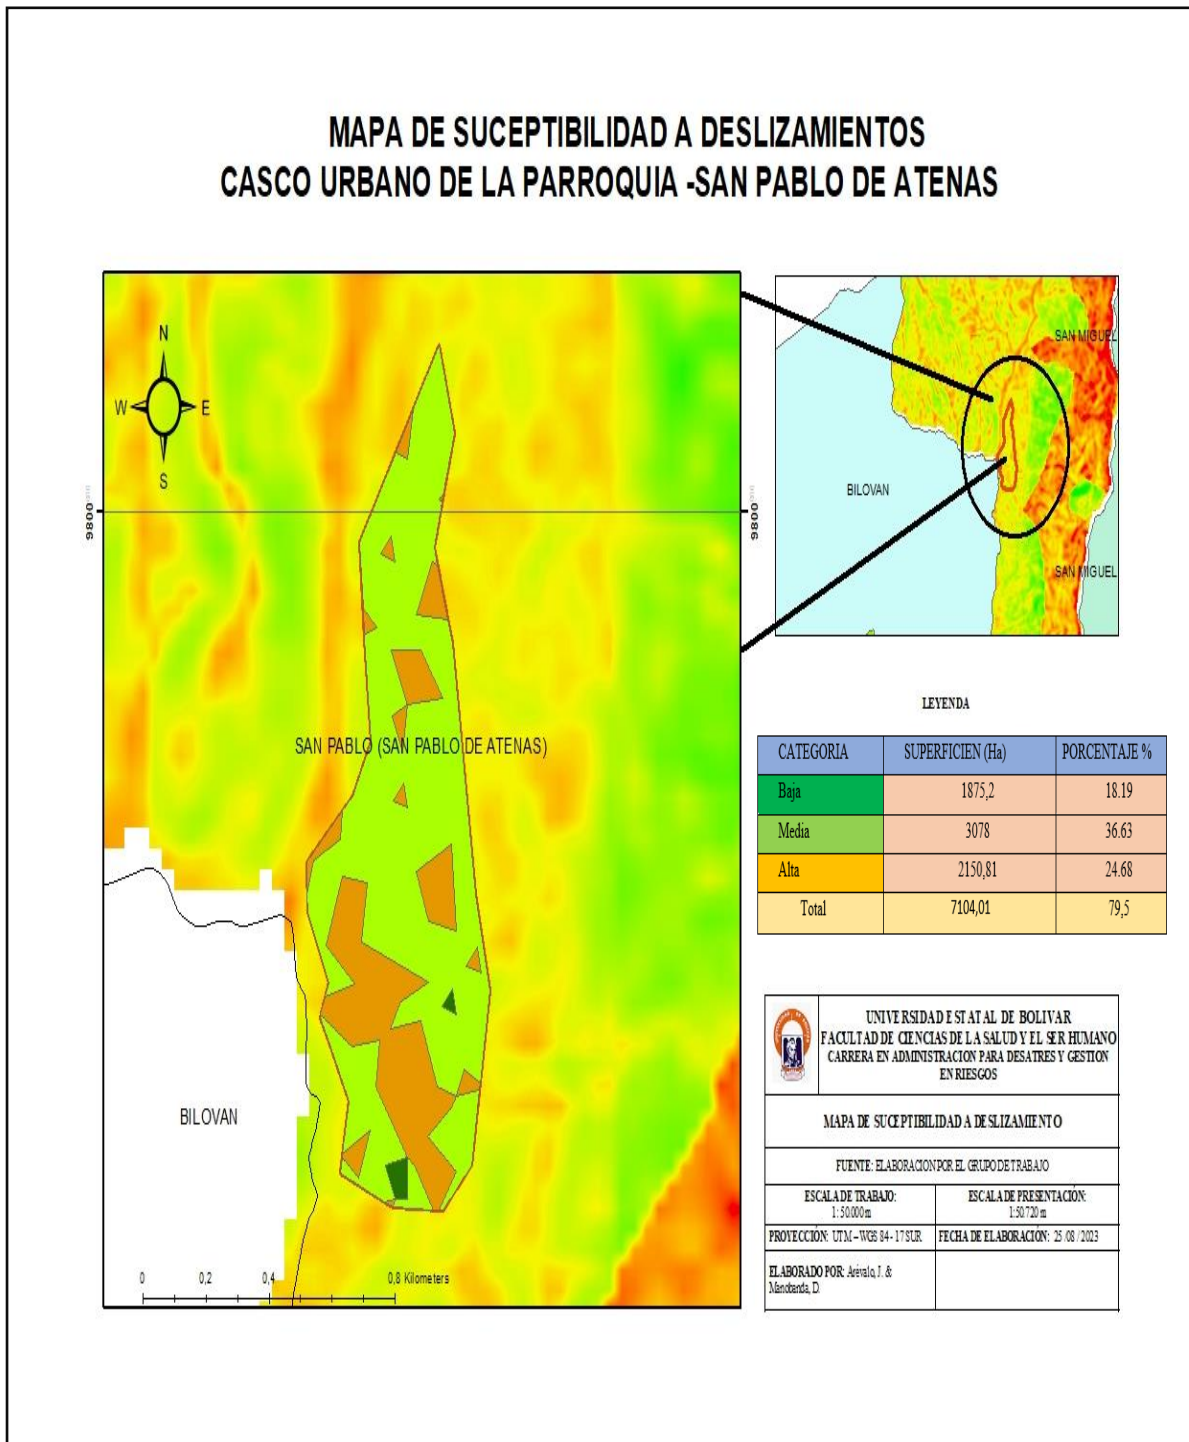 MAPA DE SUCEPTIBILIDAD A DESLIZAMIENTOS
CASCO URBANO DE LA PARROQUIA -SAN PABLO DE ATENAS
N
W
E
S
9800
9800
SAN PABLO (SAN PABLO DE ATENAS)
BILOVAN
0
0,2
0,4
0,8 Kilometers
SAN MIGUEL
BILOVAN
SAN MIGUEL
LEYENDA
CATEGORIA SUPERFICIEN (Ha) PORCENTAJE %
Baja 1875,2 18.19
Media 3078 36.63
Alta 2150,81 24.68
Total 7104,01 79,5
UNIVERSIDAD ESTATAL DE BOLIVAR
FACULTAD DE CIENCIAS DE LA SALUD Y EL SER HUMANO
CARRERA EN ADMINISTRACION PARA DESATRES Y GESTION
EN RIESGOS
MAPA DE SUCEPTIBILIDAD A DESLIZAMIENTO
FUENTE: ELABORACION POR EL GRUPO DE TRABAJO
ESCALA DE TRABAJO:
1: 50.000 m
ESCALA DE PRESENTACIÓN:
1:50.720 m
PROYECCIÓN: UTM – WGS 84 - 17 SUR
FECHA DE ELABORACIÓN: 25 /08 /2023
ELABORADO POR: Arévalo, J. &
Manobanda, D.